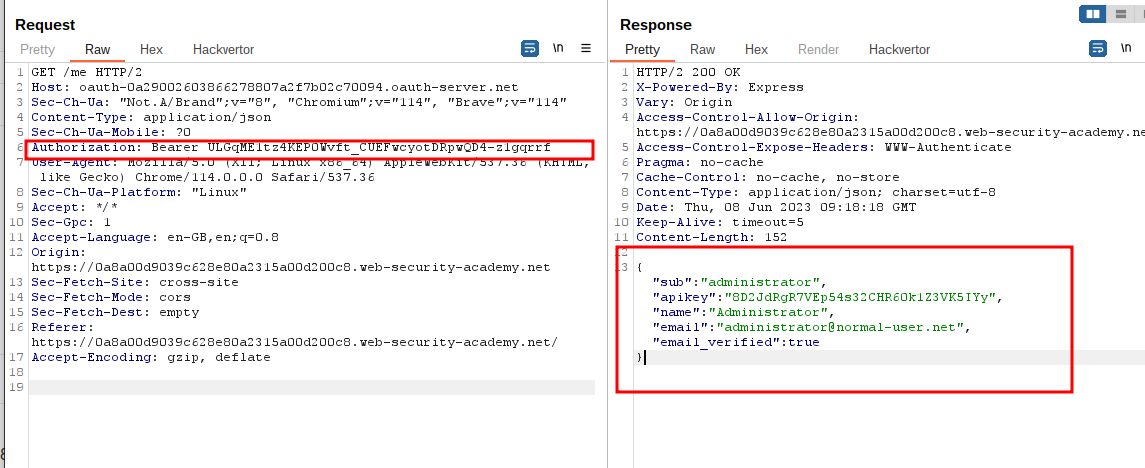 Request
Pretty Raw Hex Hackvertor
\n
1 GET /me HTTP/2
2 Host: oauth-0a29002603866278807a2f7b02c70094.oauth-server.net
3 Sec-Ch-Ua: "Not.A/Brand";v="8", "Chromium";v="114", "Brave";v="114"
4 Content-Type: application/json
5 Sec-Ch-Ua-Mobile: ?0
6 Authorization: Bearer ULGqMEltz4KEP0Wvft_CUEFwcyotDRpwQD4-zlgqrrf
7 User-Agent: Mozilla/5.0 (X11; Linux x86_64) AppleWebKit/537.36 (KHTML,
like Gecko) Chrome/114.0.0.0 Safari/537.36
8 Sec-Ch-Ua-Platform: "Linux"
9 Accept: */*
10 Sec-Gpc: 1
11 Accept-Language: en-GB,en;q=0.8
12 Origin:
https://0a8a00d9039c628e80a2315a00d200c8.web-security-academy.net
13 Sec-Fetch-Site: cross-site
14 Sec-Fetch-Mode: cors
15 Sec-Fetch-Dest: empty
16 Referer:
https://0a8a00d9039c628e80a2315a00d200c8.web-security-academy.net/
17 Accept-Encoding: gzip, deflate
18
19
Response
Pretty Raw Hex Render Hackvertor
\n
1 HTTP/2 200 OK
2 X-Powered-By: Express
3 Vary: Origin
4 Access-Control-Allow-Origin:
https://0a8a00d9039c628e80a2315a00d200c8.web-security-academy.ne
5 Access-Control-Expose-Headers: WWW-Authenticate
6 Pragma: no-cache
7 Cache-Control: no-cache, no-store
8 Content-Type: application/json; charset=utf-8
9 Date: Thu, 08 Jun 2023 09:18:18 GMT
10 Keep-Alive: timeout=5
11 Content-Length: 152
12
13 {
"sub":"administrator",
"apikey":"8D2JdRgR7VEp54s32CHR6Ok1Z3VK5IYy",
"name":"Administrator",
"email":"administrator@normal-user.net",
"email_verified":true
}